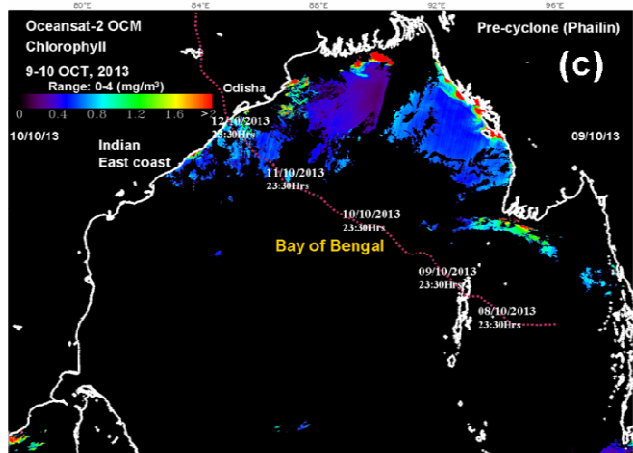 80°E 84°E 88°E 92°E 96°E
Oceansat-2 OCM
Chlorophyll
9-10 OCT, 2013
Range: 0-4 (mg/m³)
0 0.4 0.8 1.2 1.6 >2
Pre-cyclone (Phailin)
(c)
10/10/13
09/10/13
Odisha
12/10/2013
23:30Hrs
Indian
East coast
11/10/2013
23:30Hrs
10/10/2013
23:30Hrs
Bay of Bengal
09/10/2013
23:30Hrs
08/10/2013
23:30Hrs